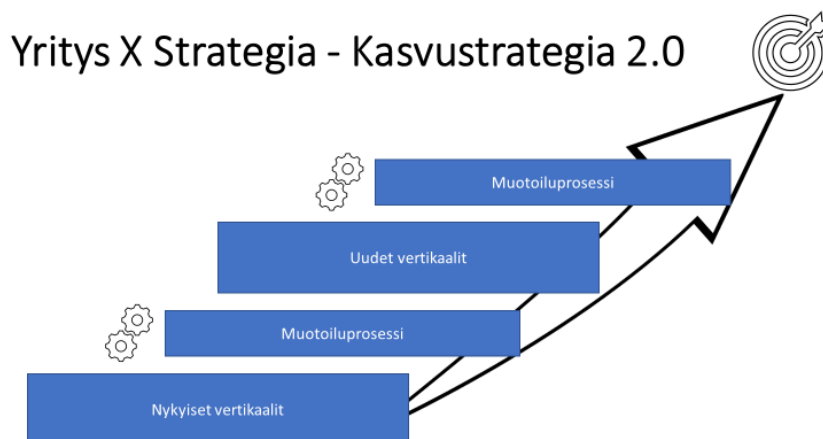 Yritys X Strategia - Kasvustrategia 2.0
Muotoiluprosessi
Uudet vertikaalit
Muotoiluprosessi
Nykyiset vertikaalit